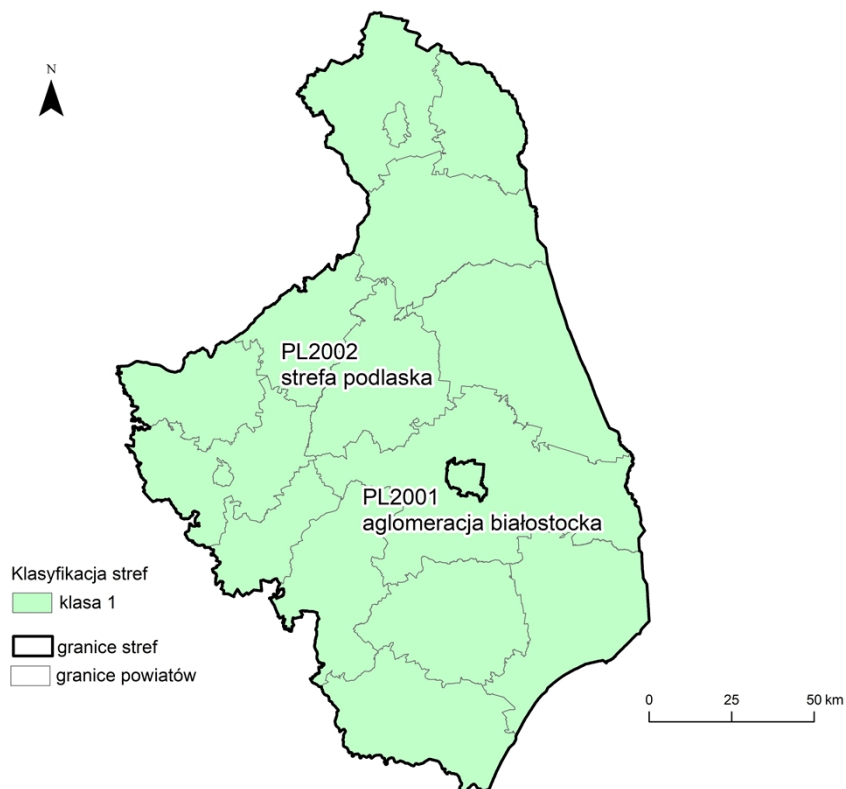 N
PL2002
strefa podlaska
PL2001
aglomeracja białostocka
Klasyfikacja stref
klasa 1
granice stref
granice powiatów
0 25 50 km